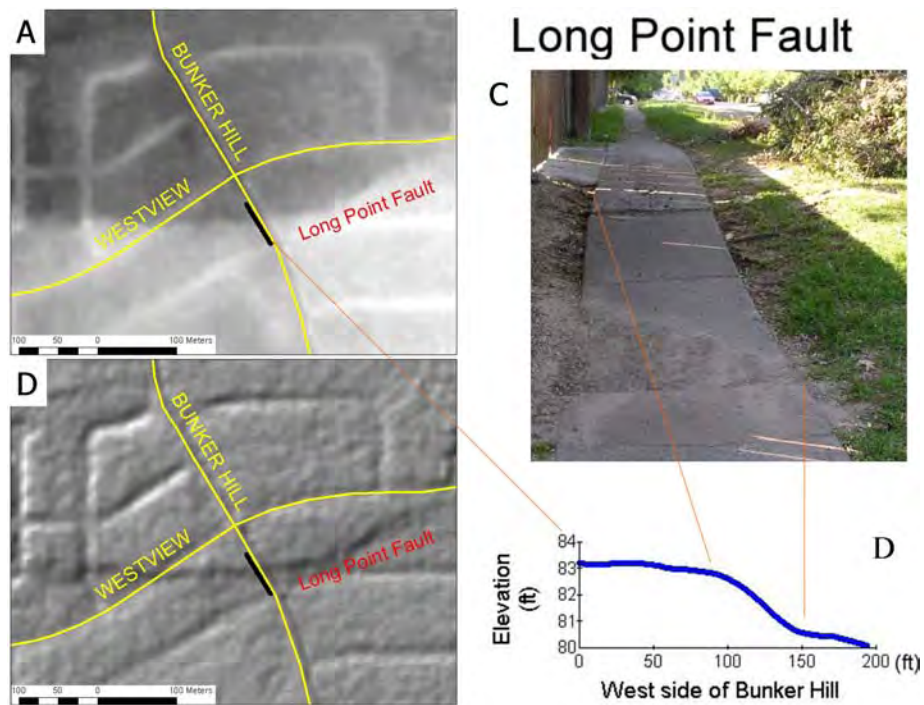 Long Point Fault
A
BUNKER HILL
WESTVIEW
Long Point Fault
100 50 0 100 Meters
C
D
BUNKER HILL
WESTVIEW
Long Point Fault
100 50 0 100 Meters
D
Elevation
(ft)
84
83
82
81
80
0 50 100 150 200 (ft)
West side of Bunker Hill